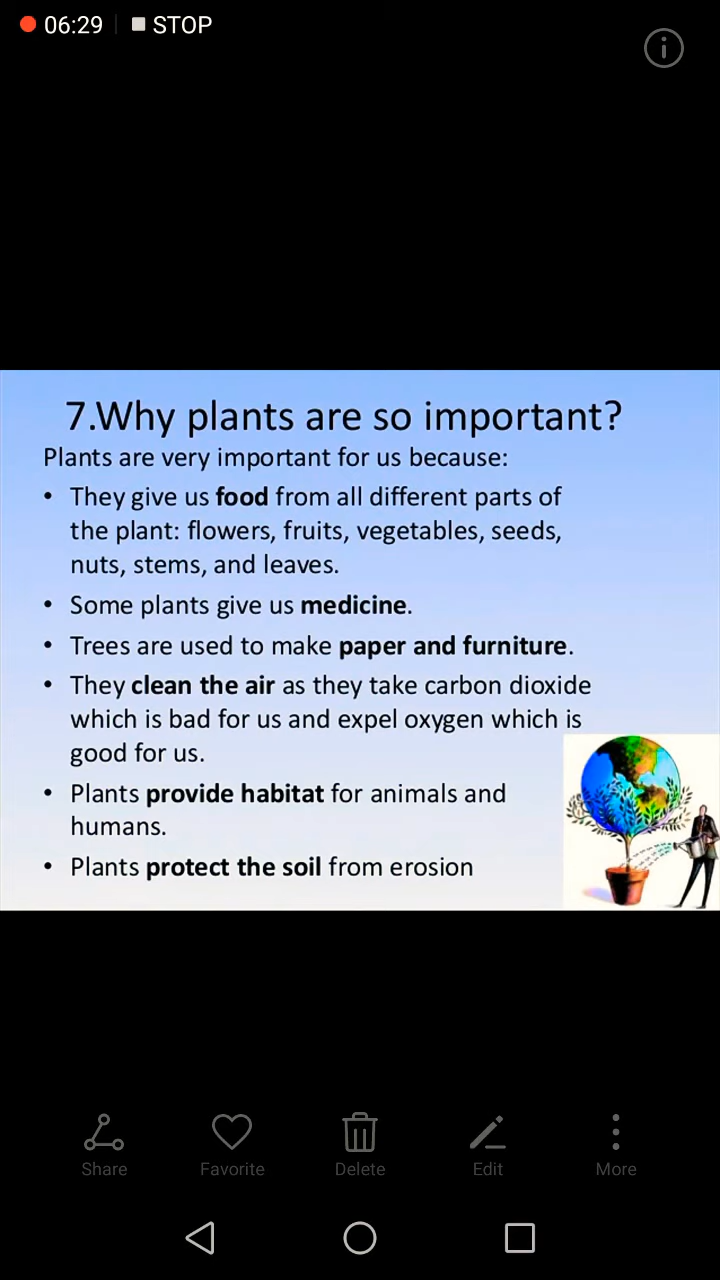 06:29 STOP
7.Why plants are so important?
Plants are very important for us because:
• They give us food from all different parts of
the plant: flowers, fruits, vegetables, seeds,
nuts, stems, and leaves.
• Some plants give us medicine.
• Trees are used to make paper and furniture.
• They clean the air as they take carbon dioxide
which is bad for us and expel oxygen which is
good for us.
• Plants provide habitat for animals and
humans.
• Plants protect the soil from erosion
Share Favorite Delete Edit More